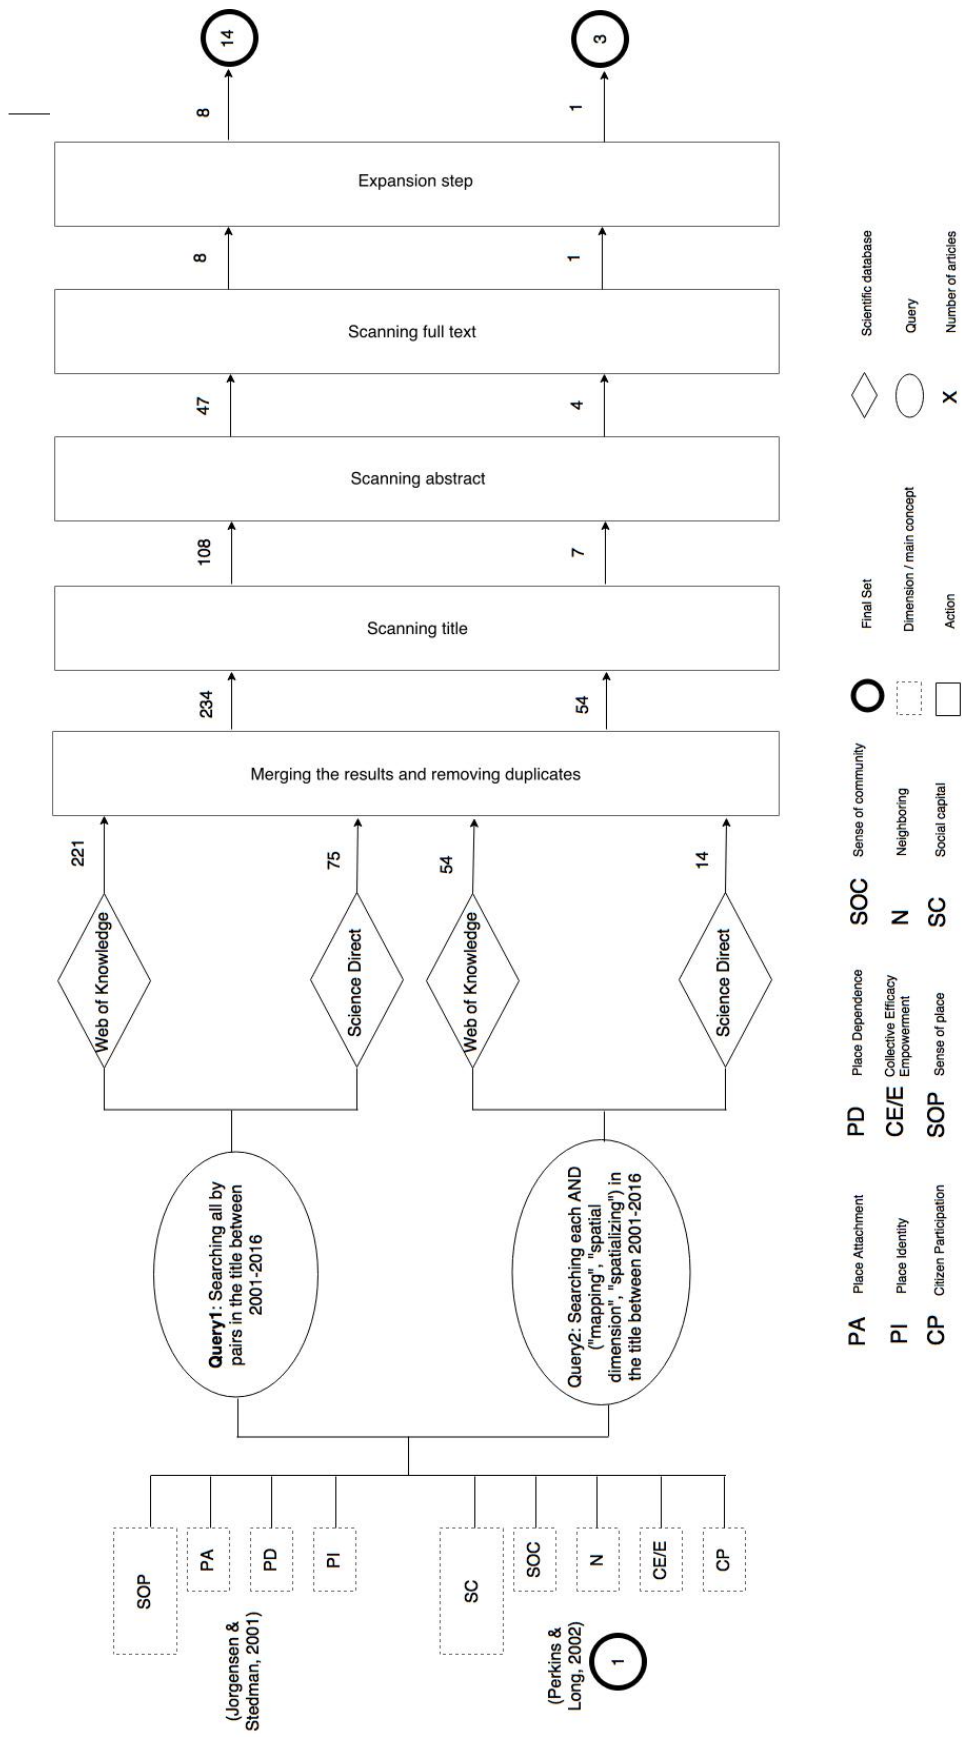 SOP
PA
PD
PI
(Jorgensen &
Stedman, 2001)
SC
SOC
N
CE/E
CP
(Perkins &
Long, 2002)
1
Query1: Searching all by
pairs in the title between
2001-2016
Query2: Searching each AND
("mapping", "spatial
dimension", "spatializing") in
the title between 2001-2016
Web of Knowledge
Science Direct
Web of Knowledge
Science Direct
221
75
54
14
Merging the results and removing duplicates
234
54
Scanning title
108
7
Scanning abstract
47
4
Scanning full text
8
1
Expansion step
8
1
14
3
PA Place Attachment
PI Place Identity
CP Citizen Participation
PD Place Dependence
CE/E Collective Efficacy
Empowerment
SOP Sense of place
SOC Sense of community
N Neighboring
SC Social capital
Final Set
Dimension / main concept
Action
Scientific database
Query
X Number of articles